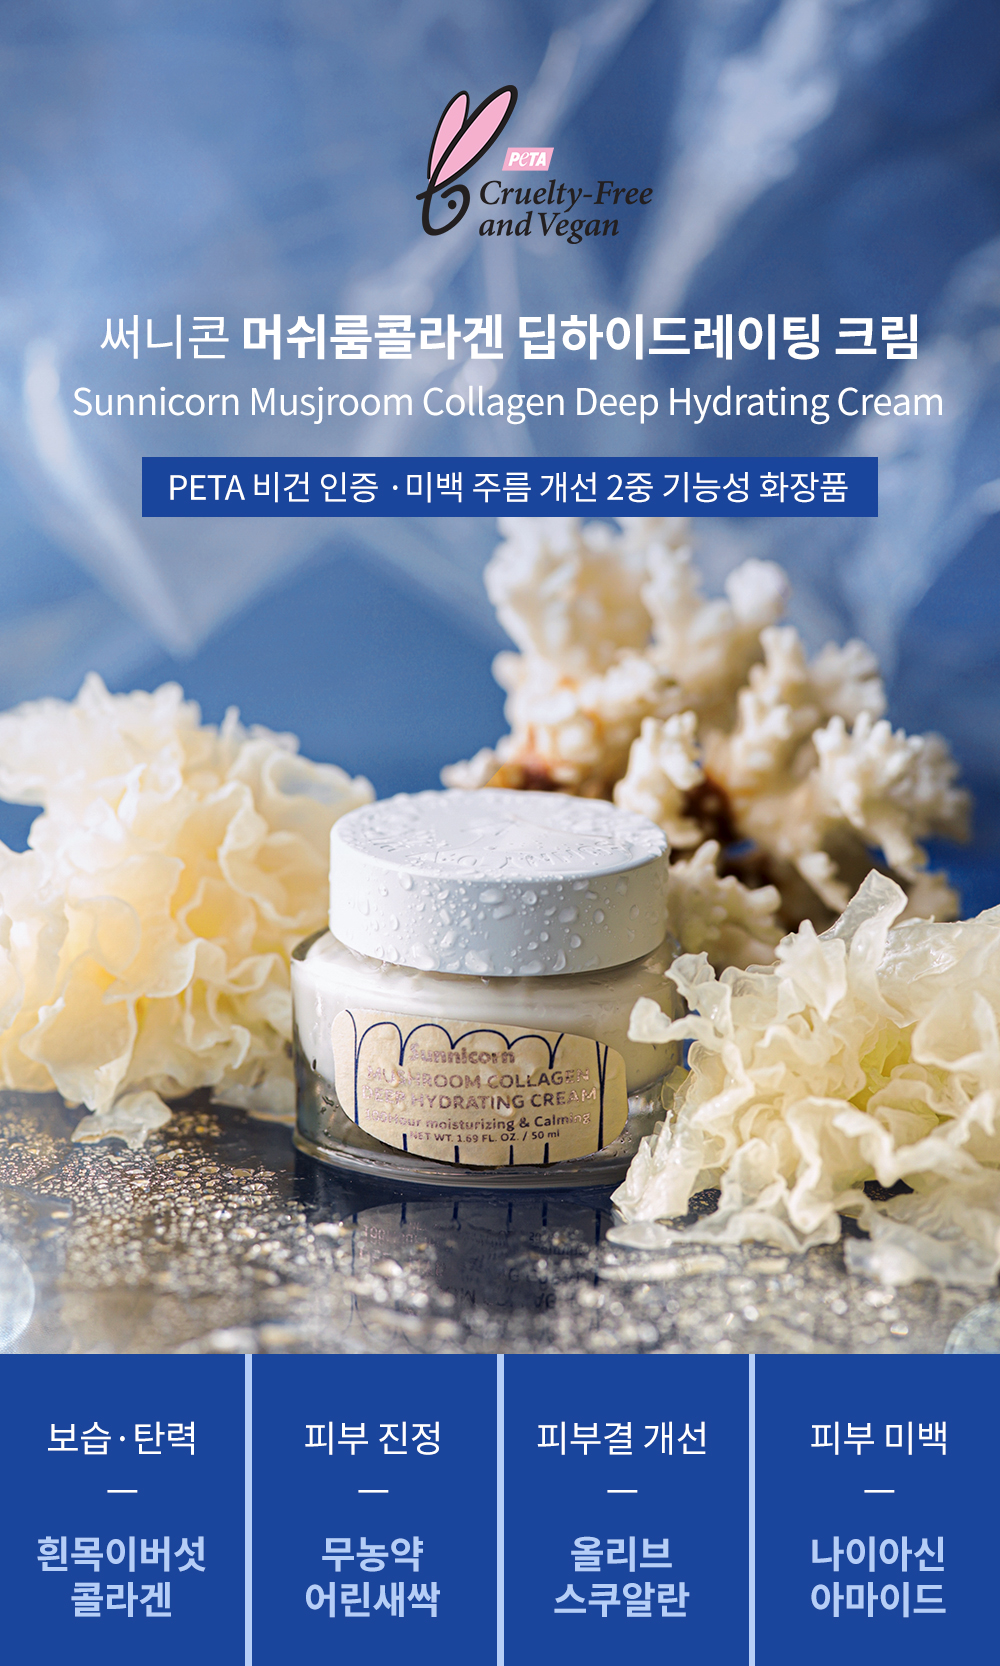 PETA
Cruelty-Free
and Vegan
써니콘 머쉬룸콜라겐 딥하이드레이팅 크림
Sunnicorn Musjroom Collagen Deep Hydrating Cream
PETA 비건 인증 ·미백 주름 개선 2중 기능성 화장품
Sunnicorn
MUSHROOM COLLAGEN
DEEP HYDRATING CREAM
moisturizing & Calming
NET WT. 1.69 FL. OZ. / 50 ml
보습·탄력
피부 진정
피부결 개선
피부 미백
흰목이버섯
콜라겐
무농약
어린새싹
올리브
스쿠알란
나이아신
아마이드